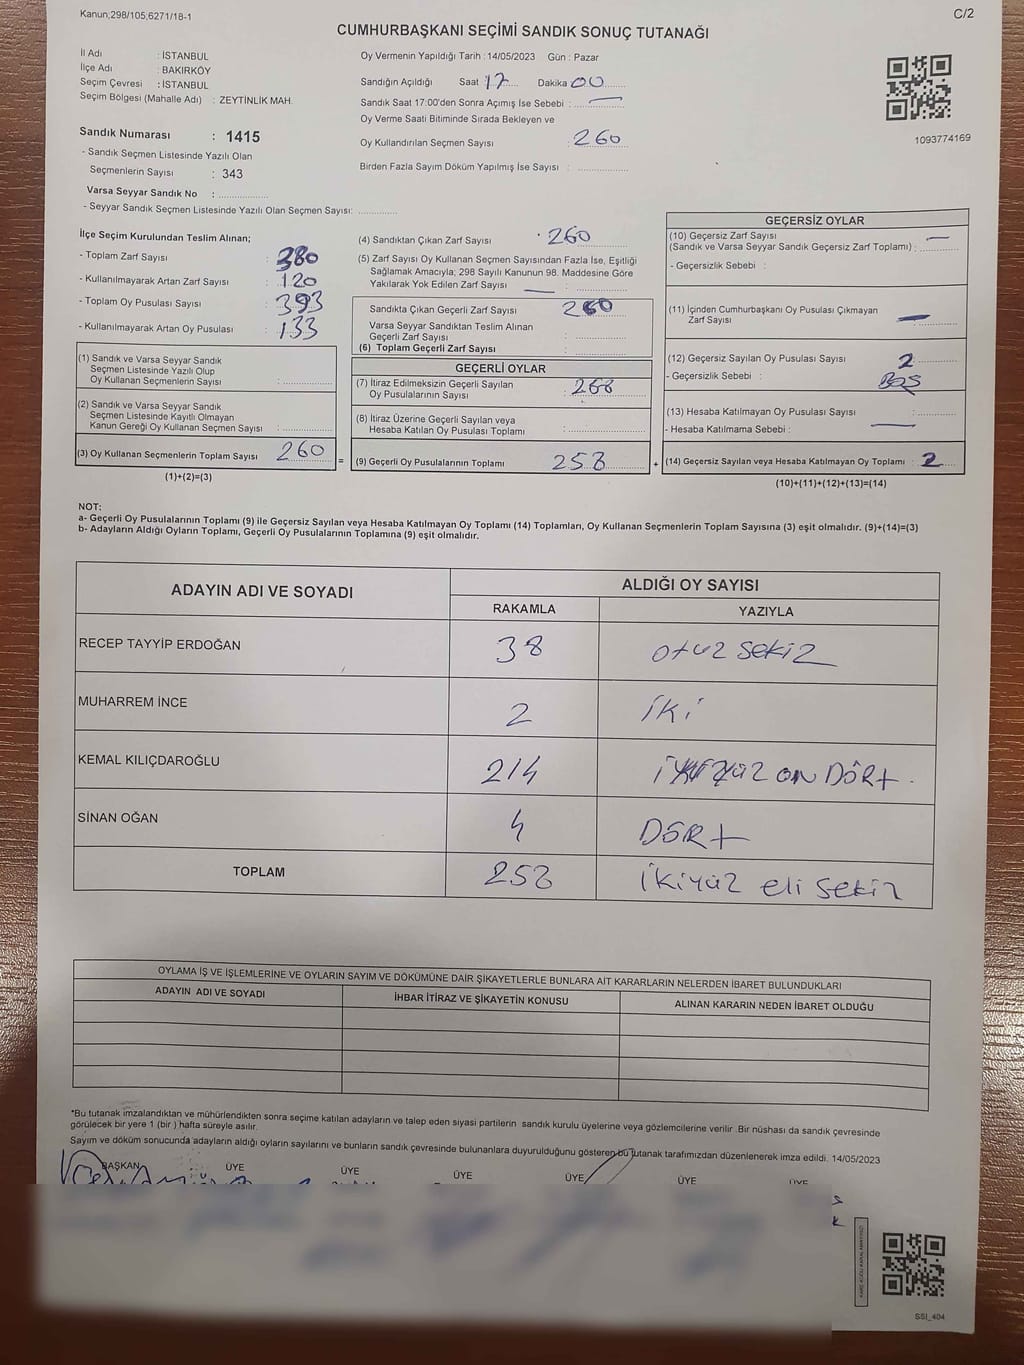 Kanun;298/105;6271/18-1
C/2
CUMHURBAŞKANI SEÇİMİ SANDIK SONUÇ TUTANAĞI
İl Adı : İSTANBUL
İlçe Adı : BAKIRKÖY
Seçim Çevresi : İSTANBUL
Seçim Bölgesi (Mahalle Adı) : ZEYTİNLİK MAH.
Sandık Numarası : 1415
- Sandık Seçmen Listesinde Yazılı Olan
Seçmenlerin Sayısı : 343
Varsa Seyyar Sandık No :
- Seyyar Sandık Seçmen Listesinde Yazılı Olan Seçmen Sayısı:
Oy Vermenin Yapıldığı Tarih : 14/05/2023 Gün : Pazar
Sandığın Açıldığı Saat 17 Dakika 00
Sandık Saat 17:00'den Sonra Açımış İse Sebebi : —
Oy Verme Saati Bitiminde Sırada Bekleyen ve
Oy Kullandırılan Seçmen Sayısı : 260
Birden Fazla Sayım Döküm Yapılmış İse Sayısı :
1093774169
İlçe Seçim Kurulundan Teslim Alınan;
- Toplam Zarf Sayısı : 380
- Kullanılmayarak Artan Zarf Sayısı : 120
- Toplam Oy Pusulası Sayısı : 393
- Kullanılmayarak Artan Oy Pusulası : 133
(1) Sandık ve Varsa Seyyar Sandık
Seçmen Listesinde Yazılı Olup
Oy Kullanan Seçmenlerin Sayısı :
(2) Sandık ve Varsa Seyyar Sandık
Seçmen Listesinde Kayıtlı Olmayan
Kanun Gereği Oy Kullanan Seçmen Sayısı :
(3) Oy Kullanan Seçmenlerin Toplam Sayısı : 260
(1)+(2)=(3)
(4) Sandıktan Çıkan Zarf Sayısı : 260
(5) Zarf Sayısı Oy Kullanan Seçmen Sayısından Fazla İse, Eşitliği
Sağlamak Amacıyla; 298 Sayılı Kanunun 98. Maddesine Göre
Yakılarak Yok Edilen Zarf Sayısı : —
Sandıkta Çıkan Geçerli Zarf Sayısı : 260
Varsa Seyyar Sandıktan Teslim Alınan
Geçerli Zarf Sayısı :
(6) Toplam Geçerli Zarf Sayısı :
GEÇERLİ OYLAR
(7) İtiraz Edilmeksizin Geçerli Sayılan
Oy Pusulalarının Sayısı :
(8) İtiraz Üzerine Geçerli Sayılan veya
Hesaba Katılan Oy Pusulası Toplamı :
= (9) Geçerli Oy Pusulalarının Toplamı 258
GEÇERSİZ OYLAR
(10) Geçersiz Zarf Sayısı
(Sandık ve Varsa Seyyar Sandık Geçersiz Zarf Toplamı) : —
- Geçersizlik Sebebi :
(11) İçinden Cumhurbaşkanı Oy Pusulası Çıkmayan
Zarf Sayısı : —
(12) Geçersiz Sayılan Oy Pusulası Sayısı : 2
- Geçersizlik Sebebi : BOŞ
(13) Hesaba Katılmayan Oy Pusulası Sayısı :
- Hesaba Katılmama Sebebi : —
+ (14) Geçersiz Sayılan veya Hesaba Katılmayan Oy Toplamı : 2
(10)+(11)+(12)+(13)=(14)
NOT:
a- Geçerli Oy Pusulalarının Toplamı (9) ile Geçersiz Sayılan veya Hesaba Katılmayan Oy Toplamı (14) Toplamları, Oy Kullanan Seçmenlerin Toplam Sayısına (3) eşit olmalıdır. (9)+(14)=(3)
b- Adayların Aldığı Oyların Toplamı, Geçerli Oy Pusulalarının Toplamına (9) eşit olmalıdır.
ADAYIN ADI VE SOYADI
ALDIĞI OY SAYISI
RAKAMLA YAZIYLA
RECEP TAYYİP ERDOĞAN 38 otuz sekiz
MUHARREM İNCE 2 iki
KEMAL KILIÇDAROĞLU 214 ikiyüz on DÖRt
SİNAN OĞAN 4 DÖRt
TOPLAM 258 ikiyüz eli sekiz
OYLAMA İŞ VE İŞLEMLERİNE VE OYLARIN SAYIM VE DÖKÜMÜNE DAİR ŞİKAYETLERLE BUNLARA AİT KARARLARIN NELERDEN İBARET BULUNDUKLARI
ADAYIN ADI VE SOYADI İHBAR İTİRAZ VE ŞİKAYETİN KONUSU ALINAN KARARIN NEDEN İBARET OLDUĞU
*Bu tutanak imzalandıktan ve mühürlendikten sonra seçime katılan adayların ve talep eden siyasi partilerin sandık kurulu üyelerine veya gözlemcilerine verilir .Bir nüshası da sandık çevresinde
görülecek bir yere 1 (bir ) hafta süreyle asılır.
Sayım ve döküm sonucunda adayların aldığı oyların sayılarını ve bunların sandık çevresinde bulunanlara duyurulduğunu gösteren bu tutanak tarafımızdan düzenlenerek imza edildi. 14/05/2023
BAŞKAN ÜYE ÜYE ÜYE ÜYE ÜYE ÜYE
SSI_404